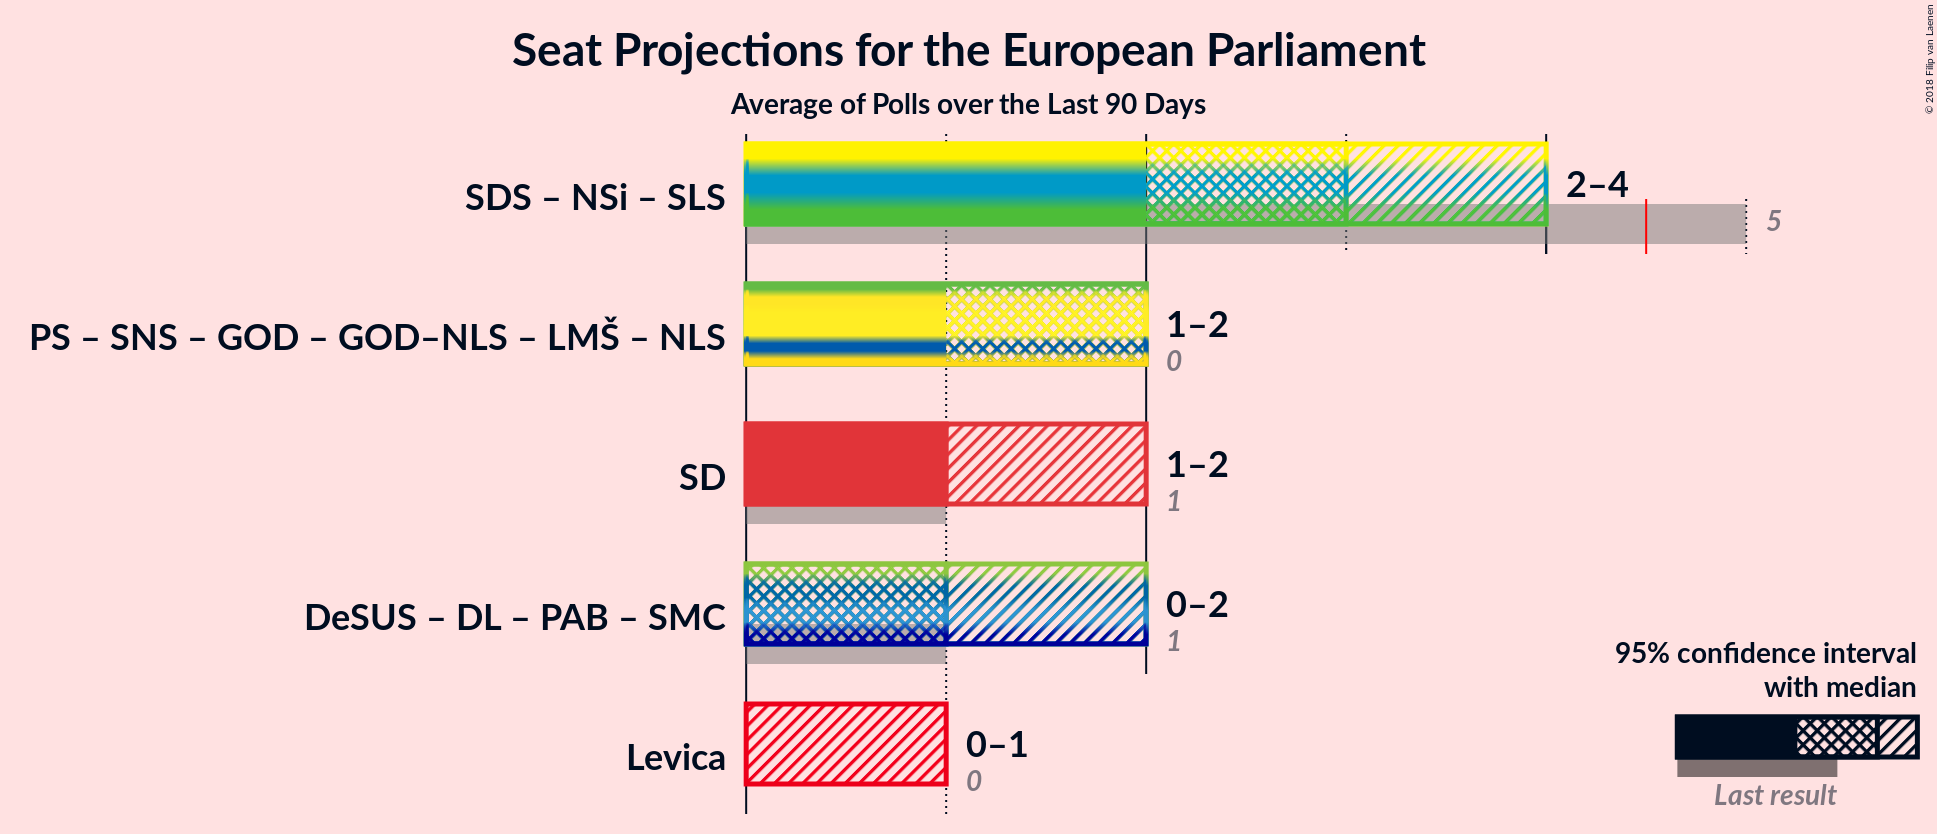 Seat Projections for the European Parliament
Average of Polls over the Last 90 Days
© 2018 Filip van Laenen
SDS – NSi – SLS
2–4
5
PS – SNS – GOD – GOD–NLS – LMŠ – NLS
1–2
0
SD
1–2
1
DeSUS – DL – PAB – SMC
0–2
1
Levica
0–1
0
95% confidence interval
with median
Last result